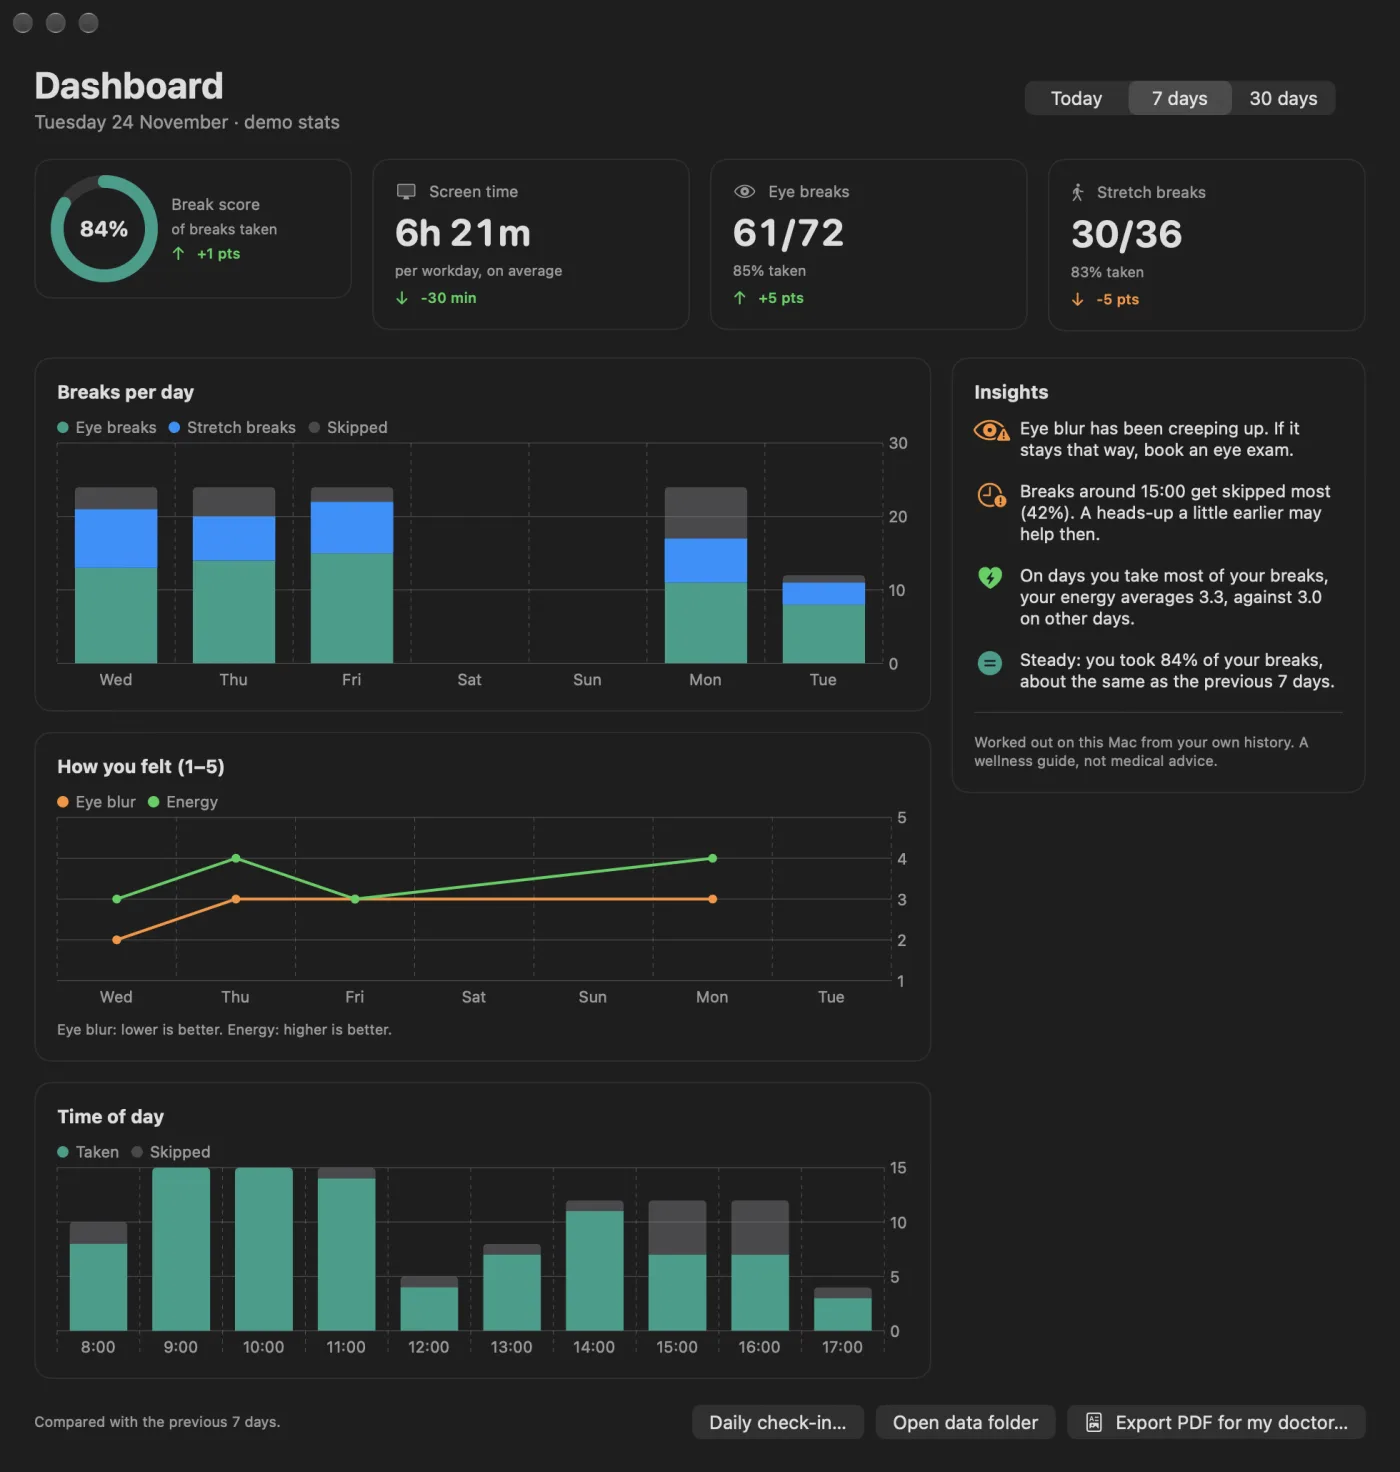 Dashboard
Tuesday 24 November · demo stats
Today
7 days
30 days
84%
Break score
of breaks taken
↑ +1 pts
Screen time
6h 21m
per workday, on average
↓ -30 min
Eye breaks
61/72
85% taken
↑ +5 pts
Stretch breaks
30/36
83% taken
↓ -5 pts
Breaks per day
Eye breaks
Stretch breaks
Skipped
30
20
10
0
Wed
Thu
Fri
Sat
Sun
Mon
Tue
Insights
Eye blur has been creeping up. If it
stays that way, book an eye exam.
Breaks around 15:00 get skipped most
(42%). A heads-up a little earlier may
help then.
On days you take most of your breaks,
your energy averages 3.3, against 3.0
on other days.
Steady: you took 84% of your breaks,
about the same as the previous 7 days.
Worked out on this Mac from your own history. A
wellness guide, not medical advice.
How you felt (1–5)
Eye blur
Energy
5
4
3
2
1
Wed
Thu
Fri
Sat
Sun
Mon
Tue
Eye blur: lower is better. Energy: higher is better.
Time of day
Taken
Skipped
15
10
5
0
8:00
9:00
10:00
11:00
12:00
13:00
14:00
15:00
16:00
17:00
Compared with the previous 7 days.
Daily check-in...
Open data folder
Export PDF for my doctor...